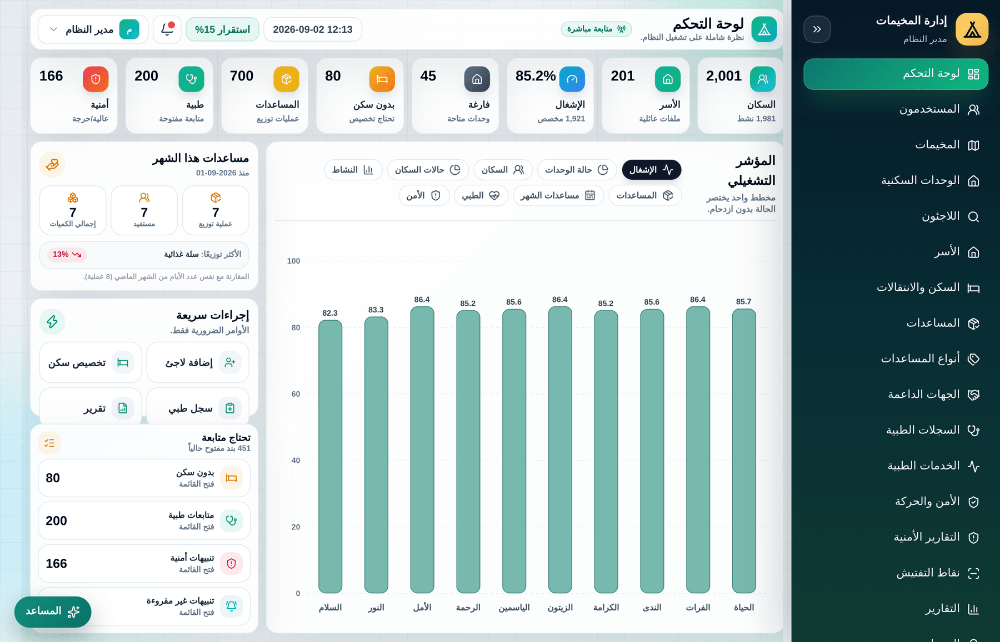 إدارة المخيمات
مدير النظام
لوحة التحكم
المستخدمون
المخيمات
الوحدات السكنية
اللاجئون
الأسر
السكن والانتقالات
المساعدات
أنواع المساعدات
الجهات الداعمة
السجلات الطبية
الخدمات الطبية
الأمن والحركة
التقارير الأمنية
نقاط التفتيش
التقارير
لوحة التحكم
نظرة شاملة على تشغيل النظام.
متابعة مباشرة
2026-09-02 12:13
استقرار 15%
م
مدير النظام
2,001
السكان
1,981 نشط
201
الأسر
ملفات عائلية
85.2%
الإشغال
1,921 مخصص
45
فارغة
وحدات متاحة
80
بدون سكن
تحتاج تخصيص
700
المساعدات
عمليات توزيع
200
طبية
متابعة مفتوحة
166
أمنية
عالية/حرجة
المؤشر
التشغيلي
مخطط واحد يختصر
الحالة بدون ازدحام.
الإشغال
حالة الوحدات
السكان
حالات السكان
النشاط
المساعدات
مساعدات الشهر
الطبي
الأمن
100
80
60
40
20
0
82.3
83.3
86.4
85.2
85.6
86.4
85.2
85.6
86.4
85.7
الحياة
الفرات
الندى
الكرامة
الزيتون
الياسمين
الرحمة
الأمل
النور
السلام
مساعدات هذا الشهر
منذ 2026-09-01
7
عملية توزيع
7
مستفيد
7
إجمالي الكميات
الأكثر توزيعًا: سلة غذائية
13%
المقارنة مع نفس عدد الأيام من الشهر الماضي (8 عملية).
إجراءات سريعة
الأوامر الضرورية فقط.
إضافة لاجئ
تخصيص سكن
سجل طبي
تقرير
تحتاج متابعة
451 بند مفتوح حالياً
بدون سكن
فتح القائمة
80
متابعات طبية
فتح القائمة
200
تنبيهات أمنية
فتح القائمة
166
تنبيهات غير مقروءة
فتح القائمة
المساعد